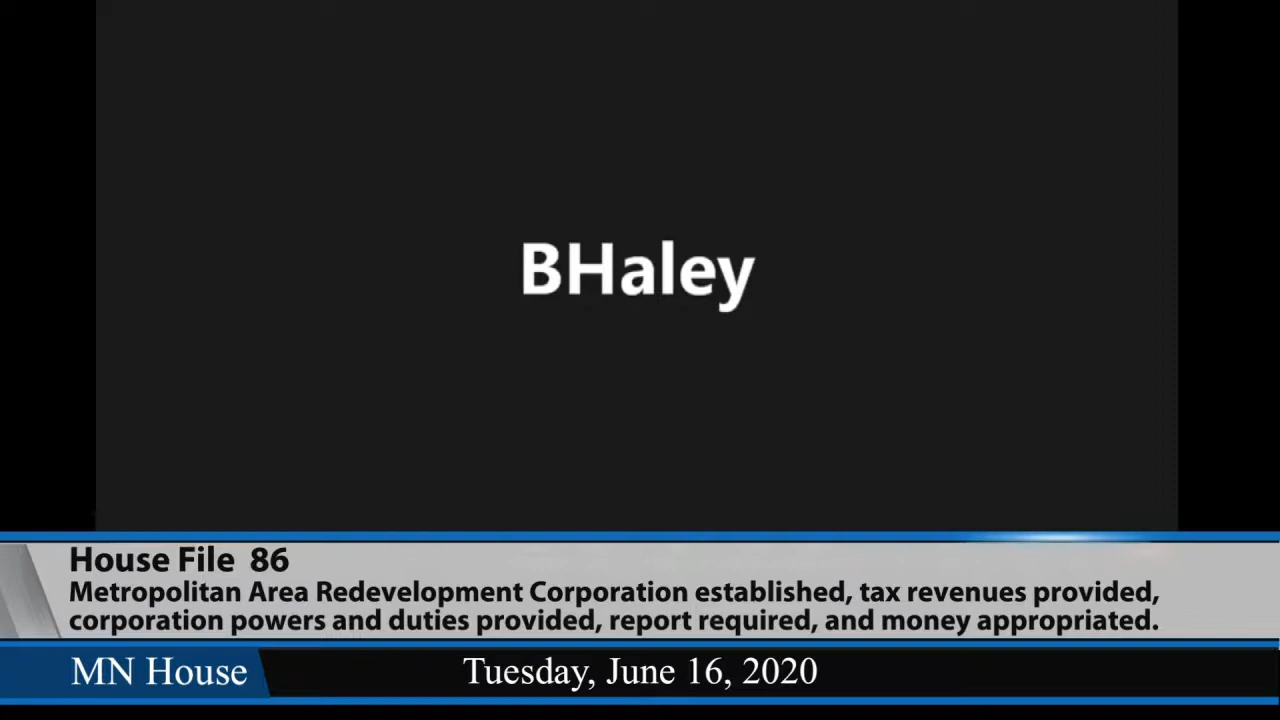 BHaley
House File 86
Metropolitan Area Redevelopment Corporation established, tax revenues provided,
corporation powers and duties provided, report required, and money appropriated.
MN House
Tuesday, June 16, 2020